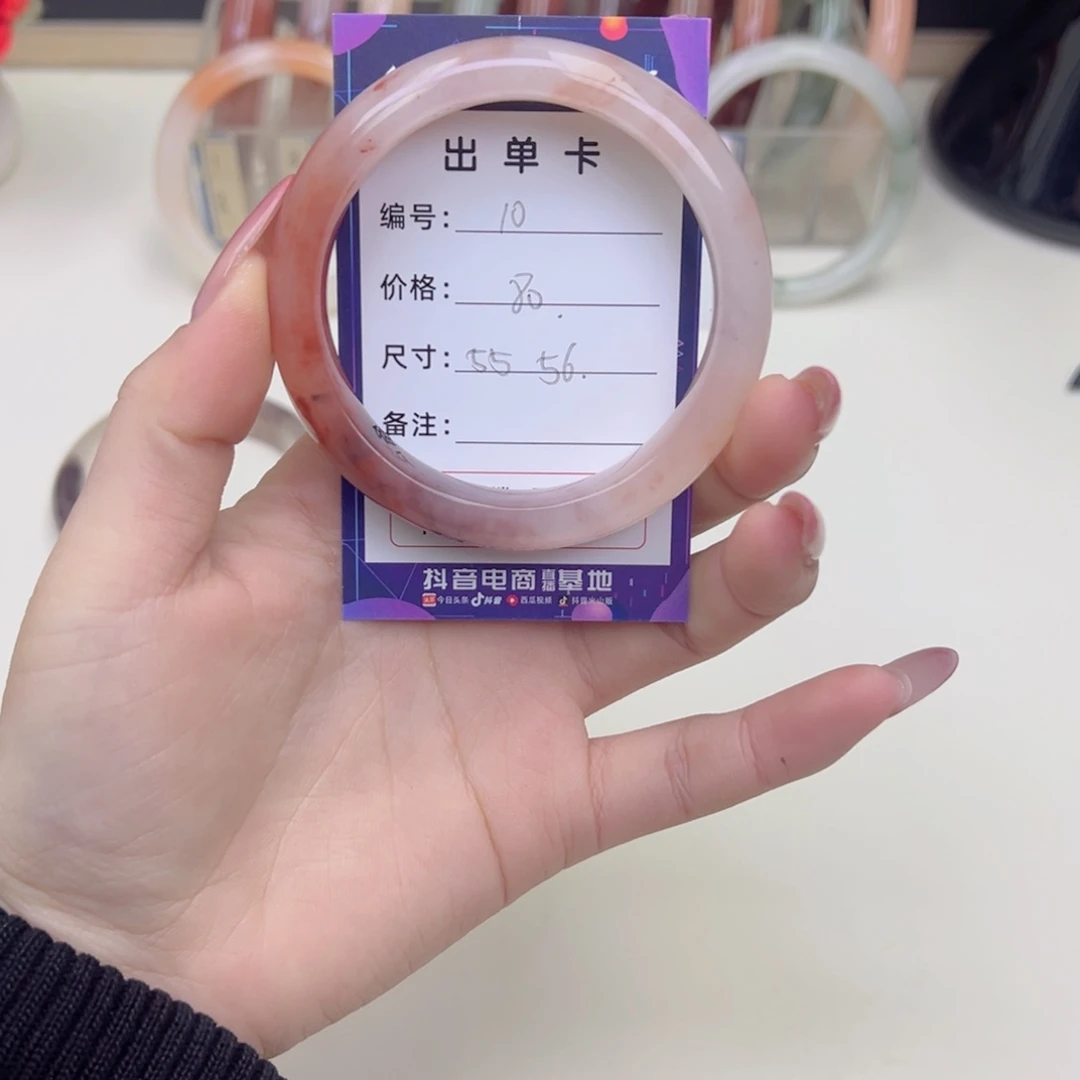 出单卡
编号： 10
价格： 80.
尺寸： 55 56.
备注：
抖音电商直播基地
今日头条 抖音 西瓜视频 抖音火山版